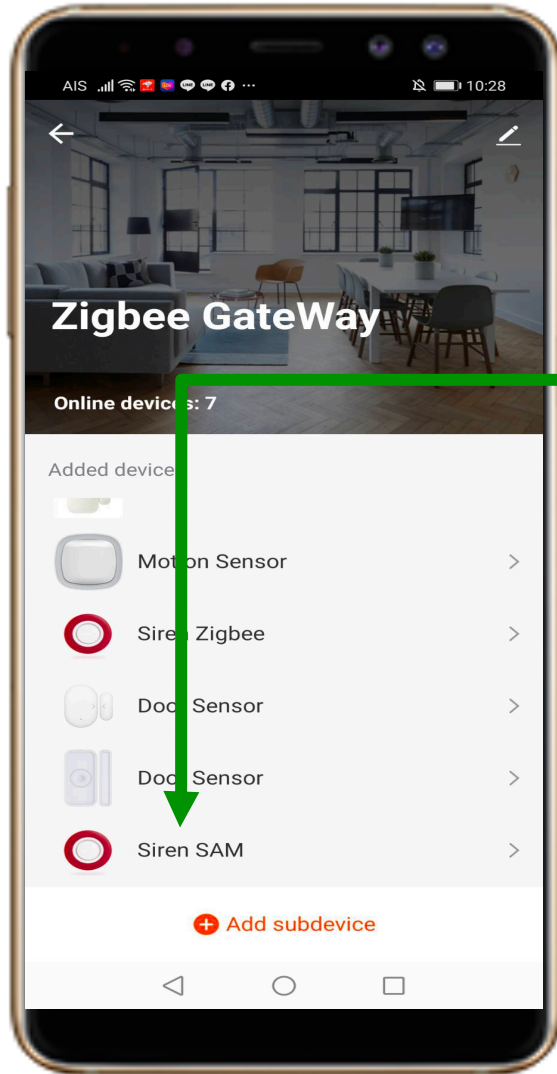 AIS 10:28
Zigbee GateWay
Online devices: 7
Added device
Motion Sensor
Siren Zigbee
Door Sensor
Door Sensor
Siren SAM
Add subdevice